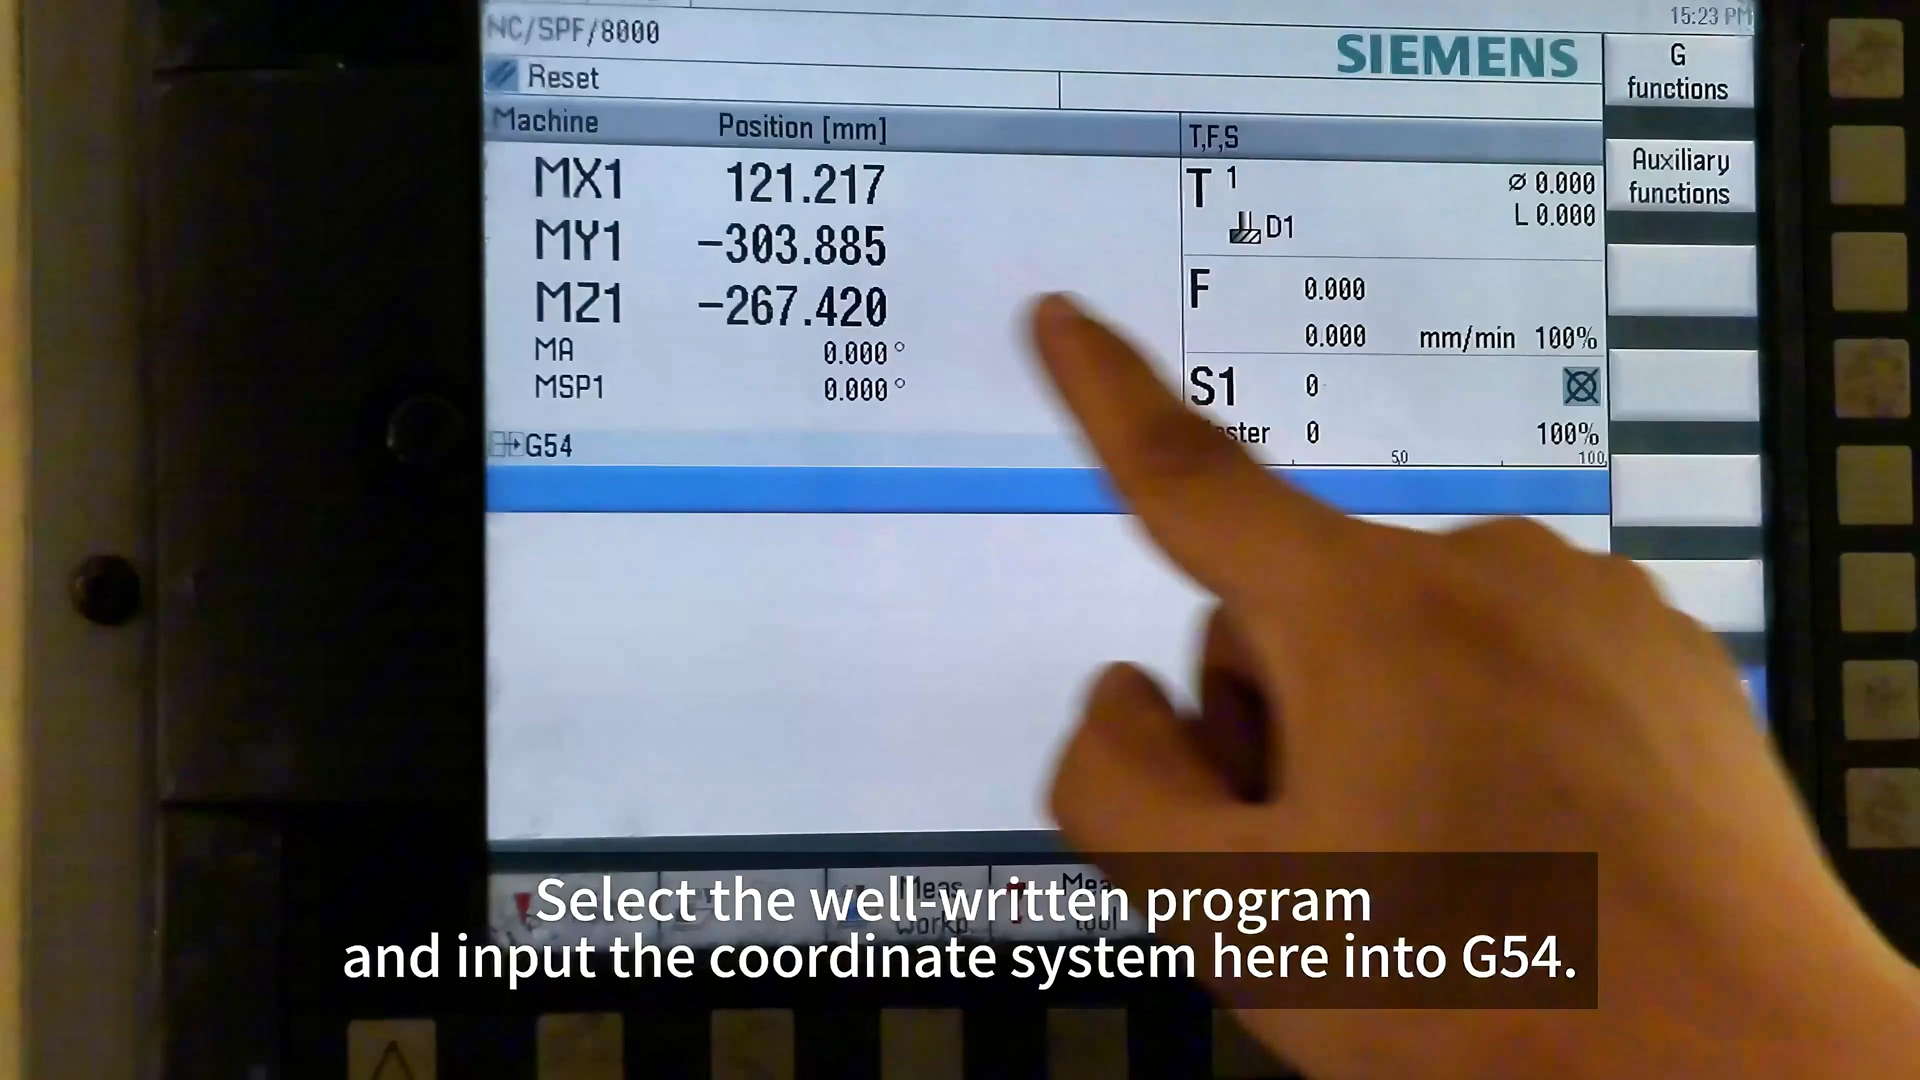 15:23 PM
NC/SPF/8000
SIEMENS
G
functions
Reset
Machine Position [mm]
T,F,S
MX1 121.217
T 1 ⌀ 0.000
L 0.000
D1
Auxiliary
functions
MY1 -303.885
MZ1 -267.420
F 0.000
0.000 mm/min 100%
MA 0.000 °
MSP1 0.000 °
S1 0
0 100%
50 100
G54
Meas
workp.
Select the well-written program
and input the coordinate system here into G54.